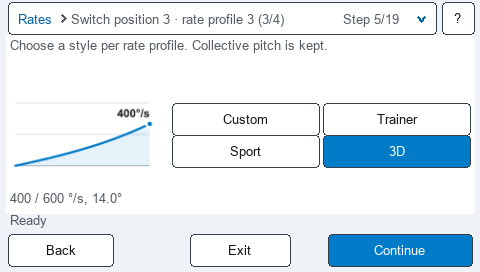 Rates > Switch position 3 · rate profile 3 (3/4) Step 5/19 ?
Choose a style per rate profile. Collective pitch is kept.
400°/s
Custom Trainer
Sport 3D
400 / 600 °/s, 14.0°
Ready
Back Exit Continue